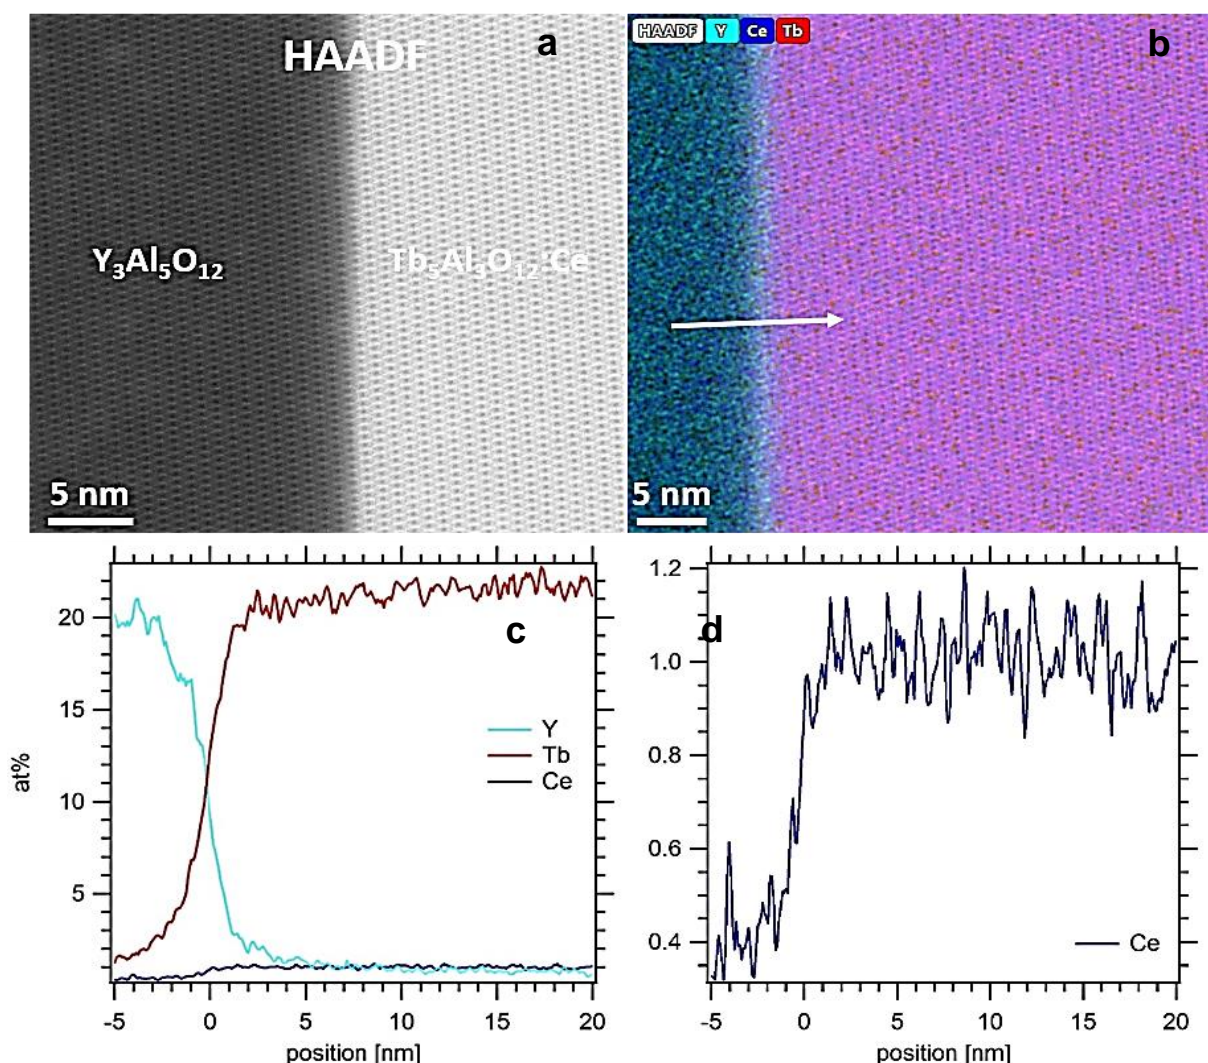 HAADF
a
Y₃Al₅O₁₂
Tb₅Al₃O₁₂:Ce
5 nm
HAADF Y Ce Tb
b
5 nm
c
20
15
10
5
at%
Y
Tb
Ce
-5 0 5 10 15 20
position [nm]
d
1.2
1.0
0.8
0.6
0.4
Ce
-5 0 5 10 15 20
position [nm]